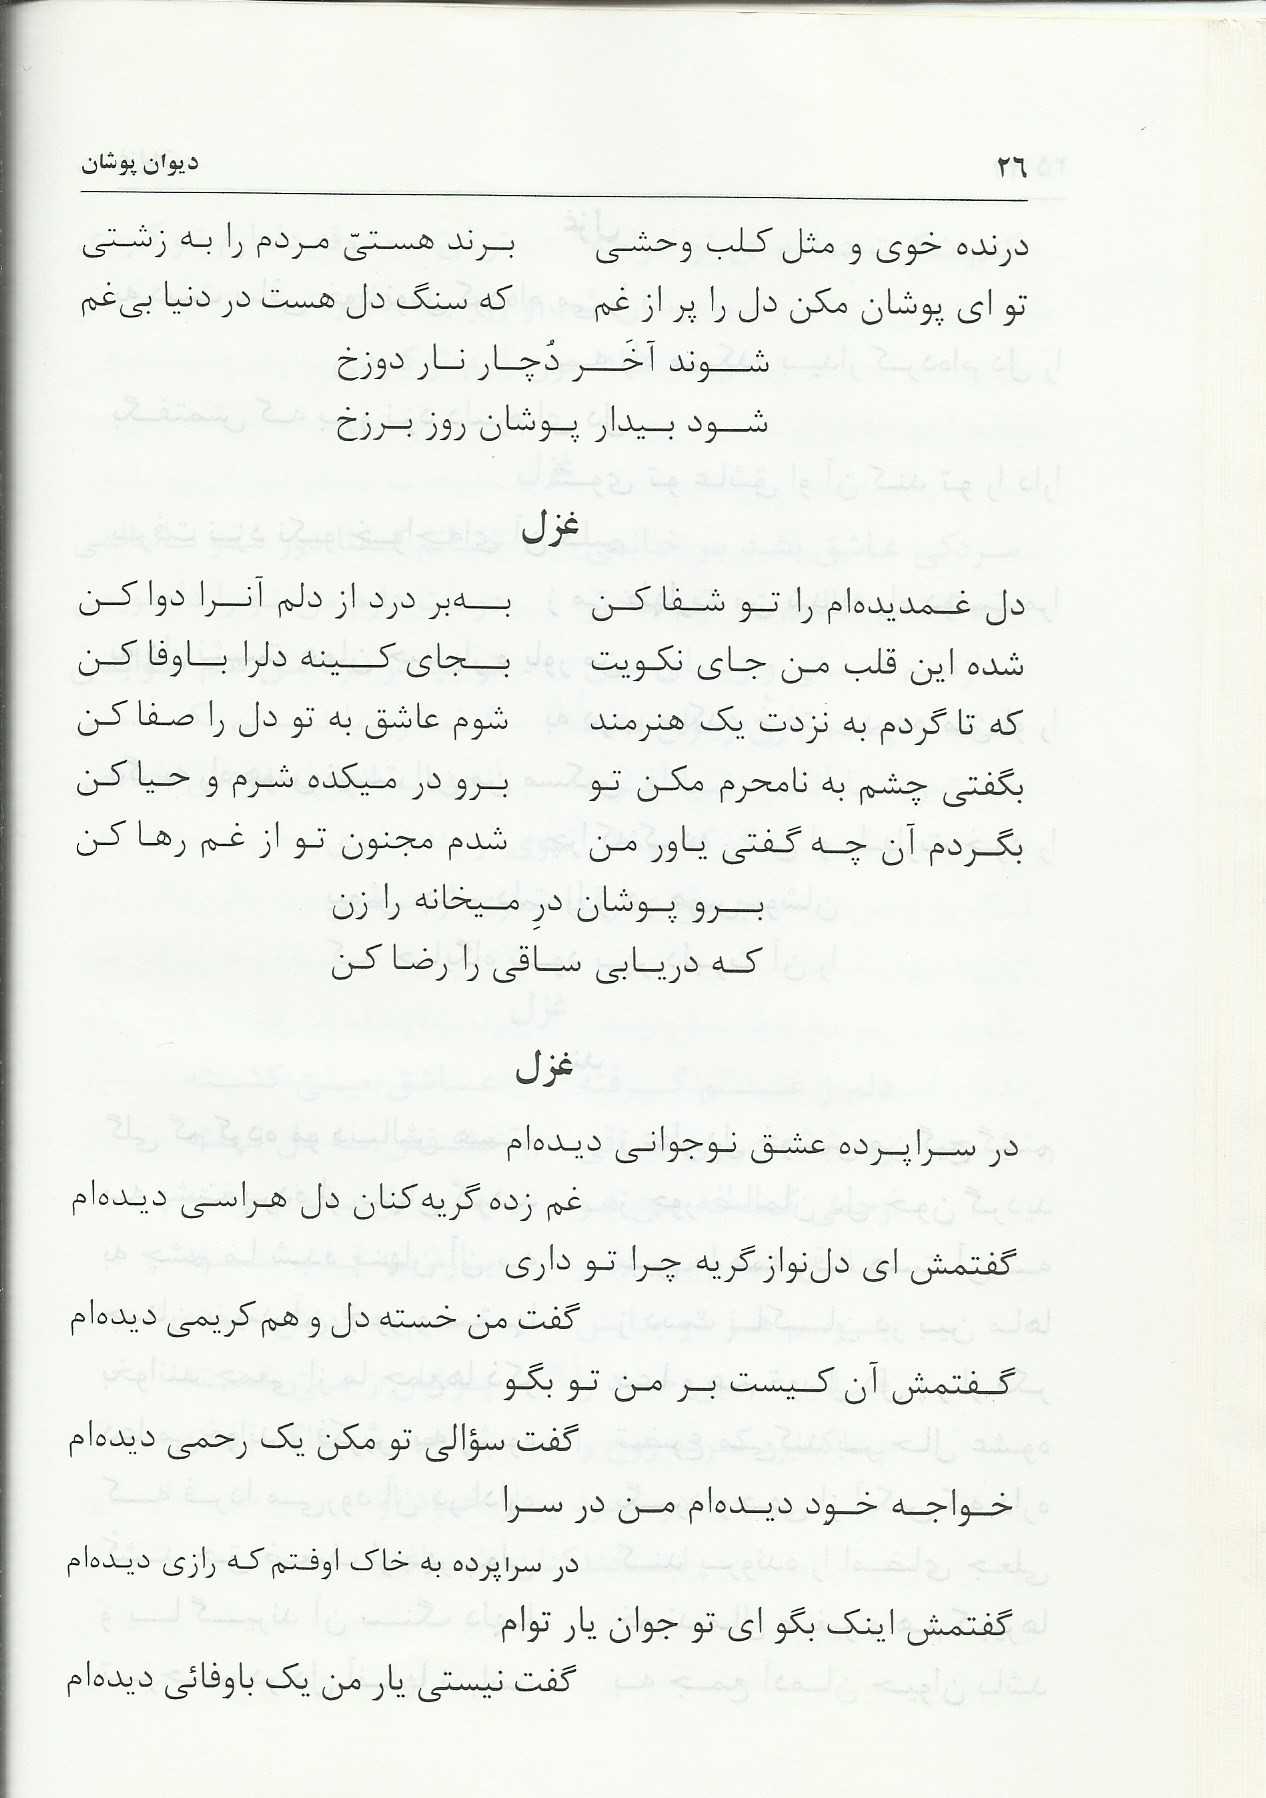 ۲۶ دیوان پوشان
درنده خوی و مثل کلب وحشی برند هستیّ مردم را به زشتی
تو ای پوشان مکن دل را پر از غم که سنگ دل هست در دنیا بی‌غم
شوند آخَر دُچار نار دوزخ
شود بیدار پوشان روز برزخ
غزل
دل غمدیده‌ام را تو شفا کن به‌بر درد از دلم آنرا دوا کن
شده این قلب من جای نکویت بجای کینه دلرا باوفا کن
که تا گردم به نزدت یک هنرمند شوم عاشق به تو دل را صفا کن
بگفتی چشم به نامحرم مکن تو برو در میکده شرم و حیا کن
بگردم آن چه گفتی یاور من شدم مجنون تو از غم رها کن
برو پوشان درِ میخانه را زن
که دریابی ساقی را رضا کن
غزل
در سراپرده عشق نوجوانی دیده‌ام
غم زده گریه کنان دل هراسی دیده‌ام
گفتمش ای دل‌نواز گریه چرا تو داری
گفت من خسته دل و هم کریمی دیده‌ام
گفتمش آن کیست بر من تو بگو
گفت سؤالی تو مکن یک رحمی دیده‌ام
خواجه خود دیده‌ام من در سرا
در سراپرده به خاک اوفتم که رازی دیده‌ام
گفتمش اینک بگو ای تو جوان یار توام
گفت نیستی یار من یک باوفائی دیده‌ام